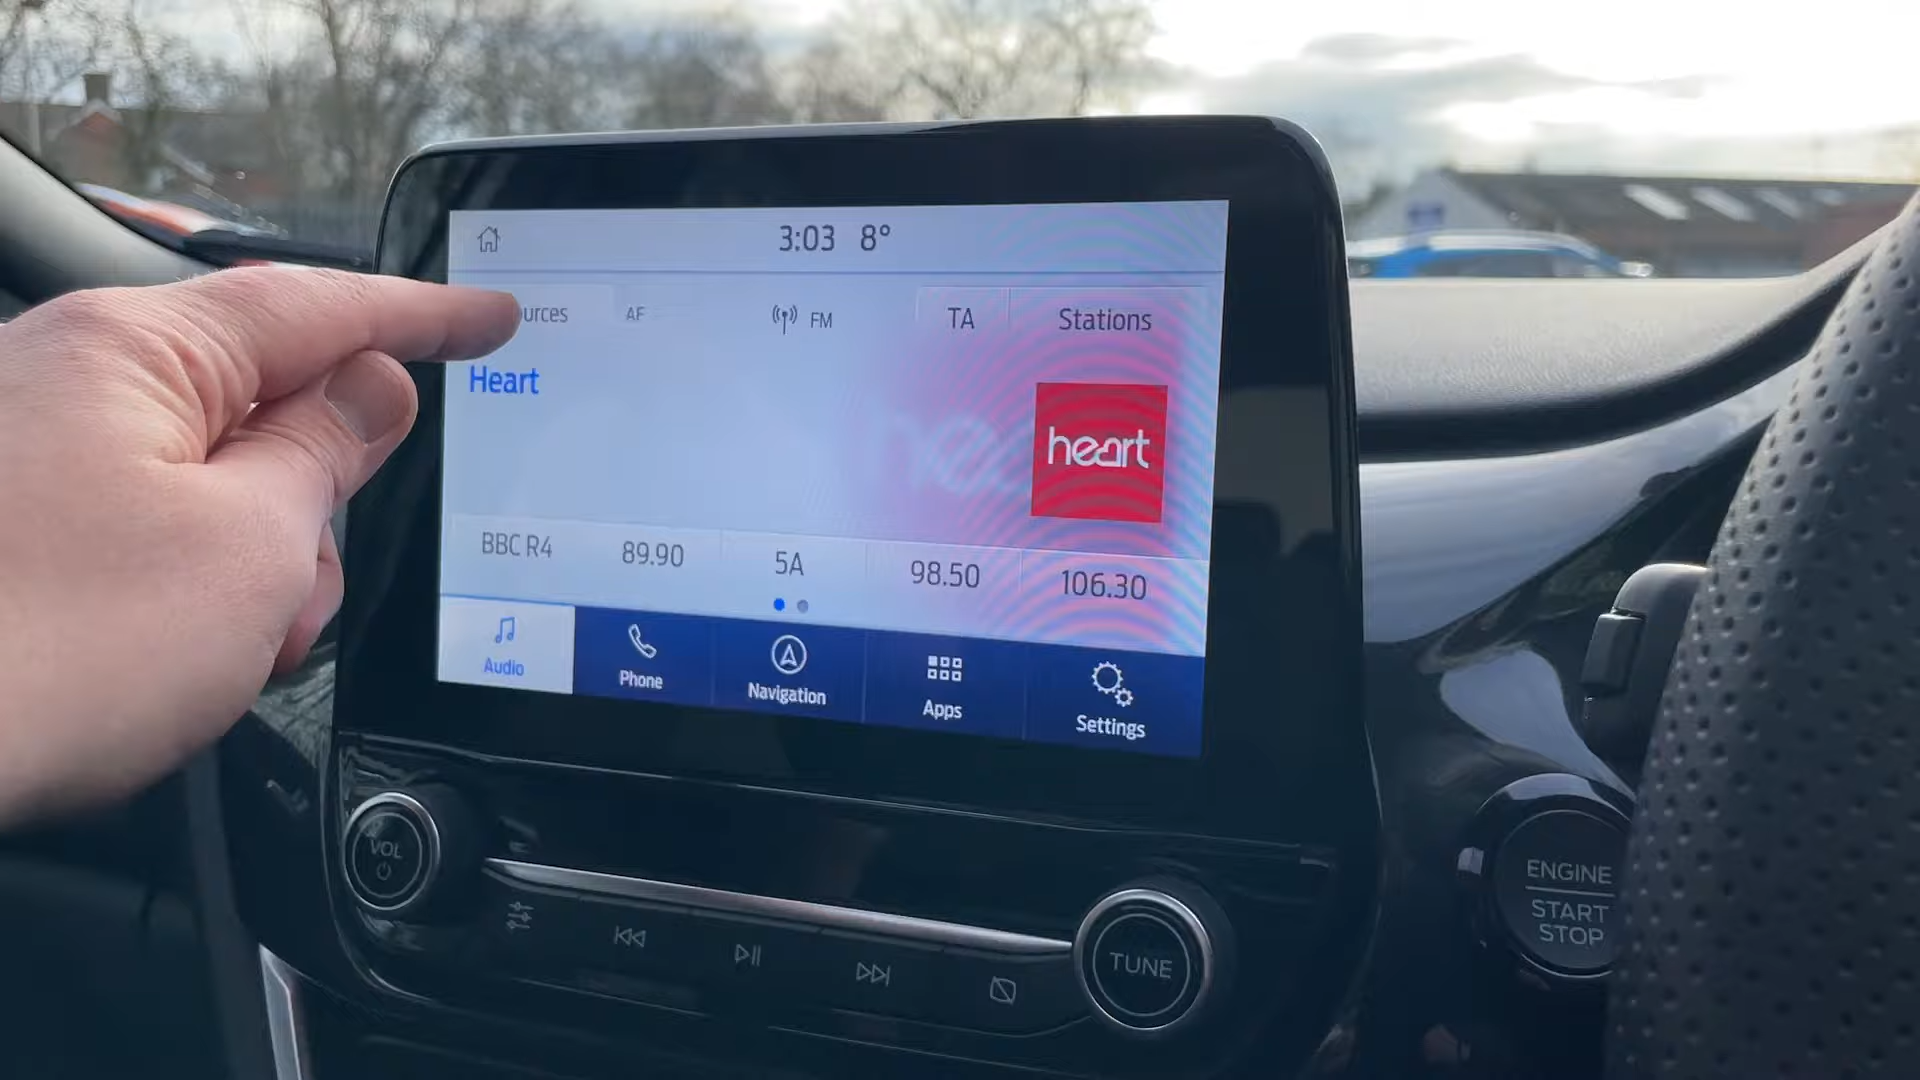 3:03 8°
ources AF FM TA Stations
Heart
heart
BBC R4 89.90 5A 98.50 106.30
Audio Phone Navigation Apps Settings
VOL
TUNE
ENGINE
START
STOP